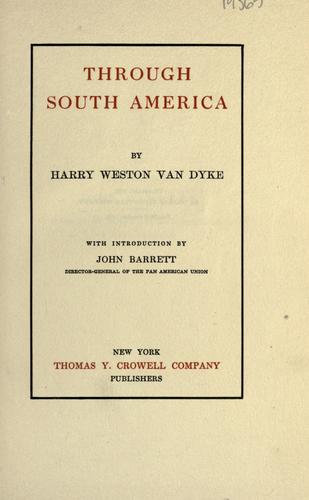 THROUGH
SOUTH AMERICA
BY
HARRY WESTON VAN DYKE
WITH INTRODUCTION BY
JOHN BARRETT
DIRECTOR-GENERAL OF THE PAN AMERICAN UNION
NEW YORK
THOMAS Y. CROWELL COMPANY
PUBLISHERS